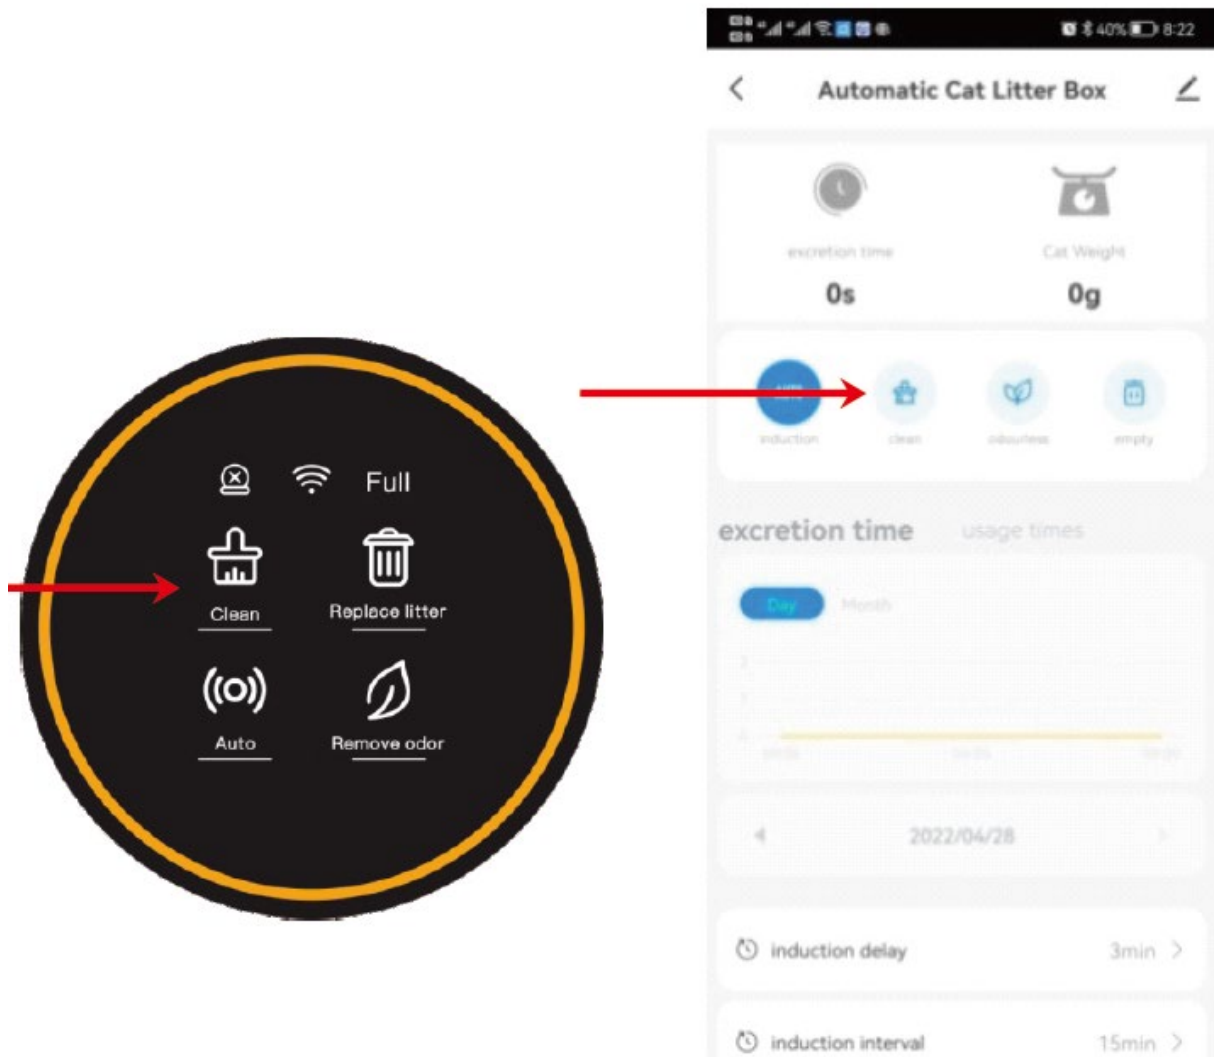 Full
Clean
Replace litter
Auto
Remove odor
40% 8:22
Automatic Cat Litter Box
excretion time
Cat Weight
0s
0g
induction
clean
odourless
empty
excretion time
usage times
Day
Month
2022/04/28
induction delay
3min
induction interval
15min